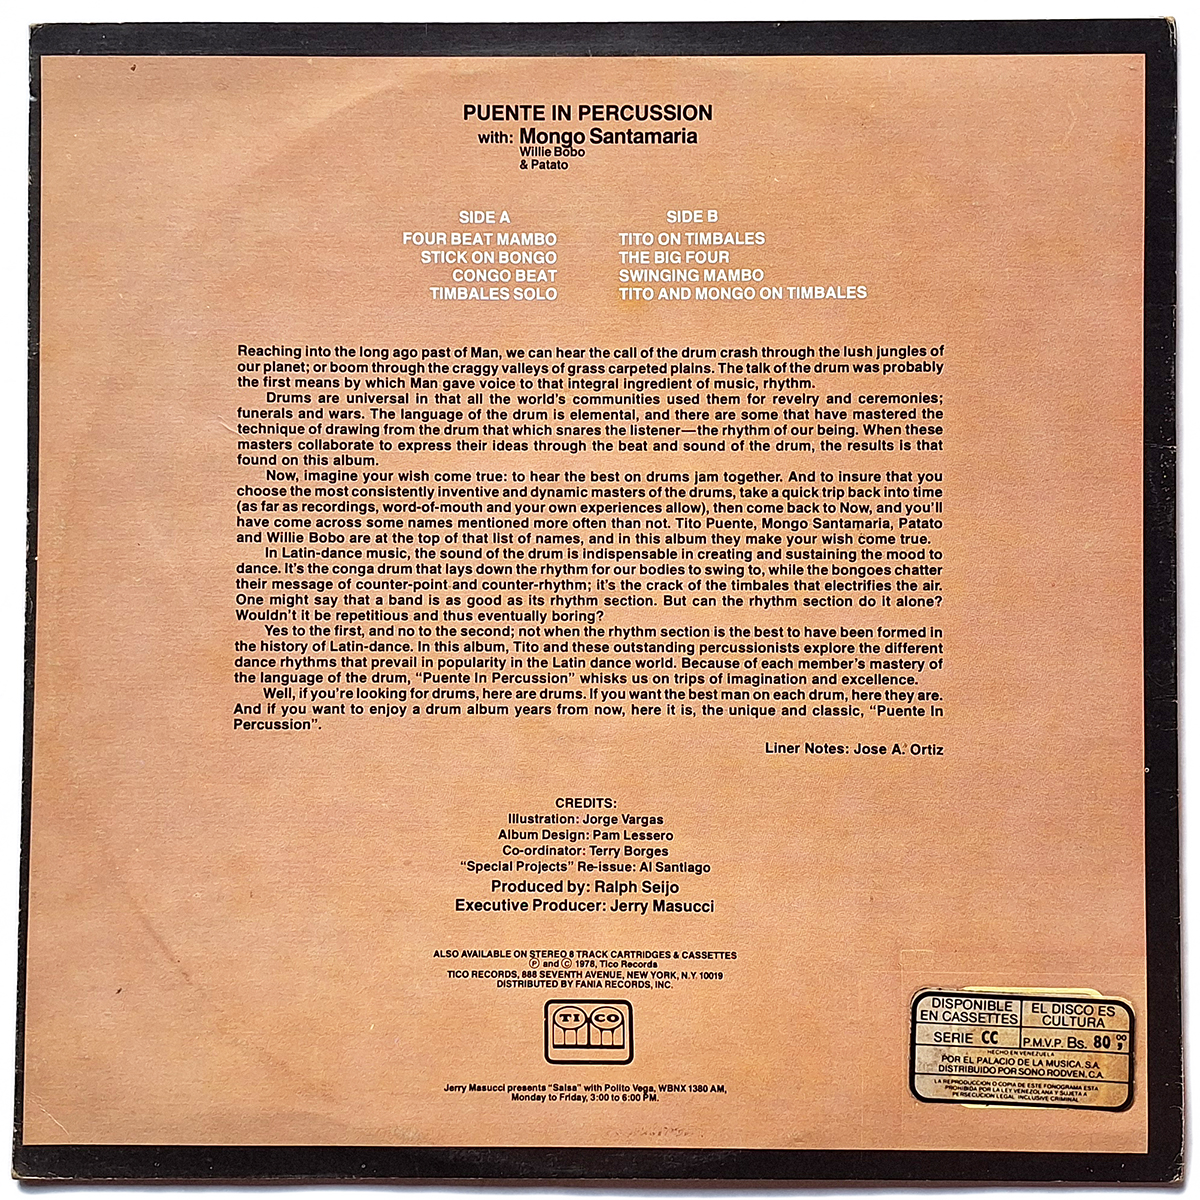 PUENTE IN PERCUSSION
with: Mongo Santamaria
Willie Bobo
& Patato
SIDE A
FOUR BEAT MAMBO
STICK ON BONGO
CONGO BEAT
TIMBALES SOLO
SIDE B
TITO ON TIMBALES
THE BIG FOUR
SWINGING MAMBO
TITO AND MONGO ON TIMBALES
Reaching into the long ago past of Man, we can hear the call of the drum crash through the lush jungles of
our planet; or boom through the craggy valleys of grass carpeted plains. The talk of the drum was probably
the first means by which Man gave voice to that integral ingredient of music, rhythm.
Drums are universal in that all the world's communities used them for revelry and ceremonies;
funerals and wars. The language of the drum is elemental, and there are some that have mastered the
technique of drawing from the drum that which snares the listener—the rhythm of our being. When these
masters collaborate to express their ideas through the beat and sound of the drum, the results is that
found on this album.
Now, imagine your wish come true: to hear the best on drums jam together. And to insure that you
choose the most consistently inventive and dynamic masters of the drums, take a quick trip back into time
(as far as recordings, word-of-mouth and your own experiences allow), then come back to Now, and you'll
have come across some names mentioned more often than not. Tito Puente, Mongo Santamaria, Patato
and Willie Bobo are at the top of that list of names, and in this album they make your wish come true.
In Latin-dance music, the sound of the drum is indispensable in creating and sustaining the mood to
dance. It's the conga drum that lays down the rhythm for our bodies to swing to, while the bongoes chatter
their message of counter-point and counter-rhythm; it's the crack of the timbales that electrifies the air.
One might say that a band is as good as its rhythm section. But can the rhythm section do it alone?
Wouldn't it be repetitious and thus eventually boring?
Yes to the first, and no to the second; not when the rhythm section is the best to have been formed in
the history of Latin-dance. In this album, Tito and these outstanding percussionists explore the different
dance rhythms that prevail in popularity in the Latin dance world. Because of each member's mastery of
the language of the drum, "Puente In Percussion" whisks us on trips of imagination and excellence.
Well, if you're looking for drums, here are drums. If you want the best man on each drum, here they are.
And if you want to enjoy a drum album years from now, here it is, the unique and classic, "Puente In
Percussion".
Liner Notes: Jose A. Ortiz
CREDITS:
Illustration: Jorge Vargas
Album Design: Pam Lessero
Co-ordinator: Terry Borges
"Special Projects" Re-issue: Al Santiago
Produced by: Ralph Seijo
Executive Producer: Jerry Masucci
ALSO AVAILABLE ON STEREO 8 TRACK CARTRIDGES & CASSETTES
Ⓟ and Ⓒ 1978, Tico Records
TICO RECORDS, 888 SEVENTH AVENUE, NEW YORK, N.Y. 10019
DISTRIBUTED BY FANIA RECORDS, INC.
TICO
Jerry Masucci presents "Salsa" with Polito Vega, WBNX 1380 AM,
Monday to Friday, 3:00 to 6:00 PM.
DISPONIBLE
EN CASSETTES
EL DISCO ES
CULTURA
SERIE CC
P.M.V.P. Bs. 80,00
HECHO EN VENEZUELA
POR EL PALACIO DE LA MUSICA, S.A.
DISTRIBUIDO POR SONO RODVEN, C.A.
LA REPRODUCCION O COPIA DE ESTE FONOGRAMA ESTA
PROHIBIDA POR LA LEY VENEZOLANA Y SUJETA A
PERSECUCION LEGAL INCLUSIVE CRIMINAL